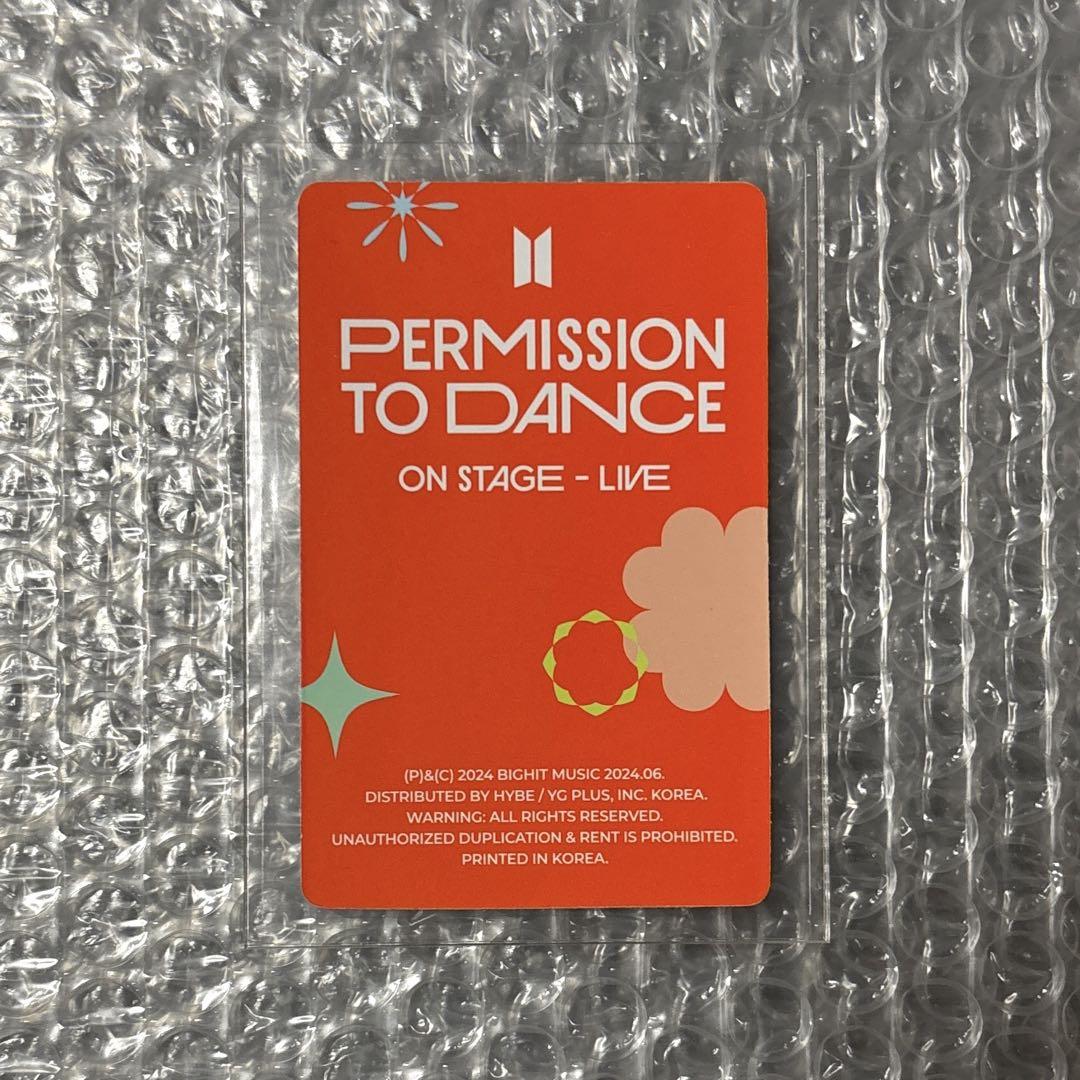 PERMISSION
TO DANCE
ON STAGE - LIVE
(P)&(C) 2024 BIGHIT MUSIC 2024.06.
DISTRIBUTED BY HYBE / YG PLUS, INC. KOREA.
WARNING: ALL RIGHTS RESERVED.
UNAUTHORIZED DUPLICATION & RENT IS PROHIBITED.
PRINTED IN KOREA.